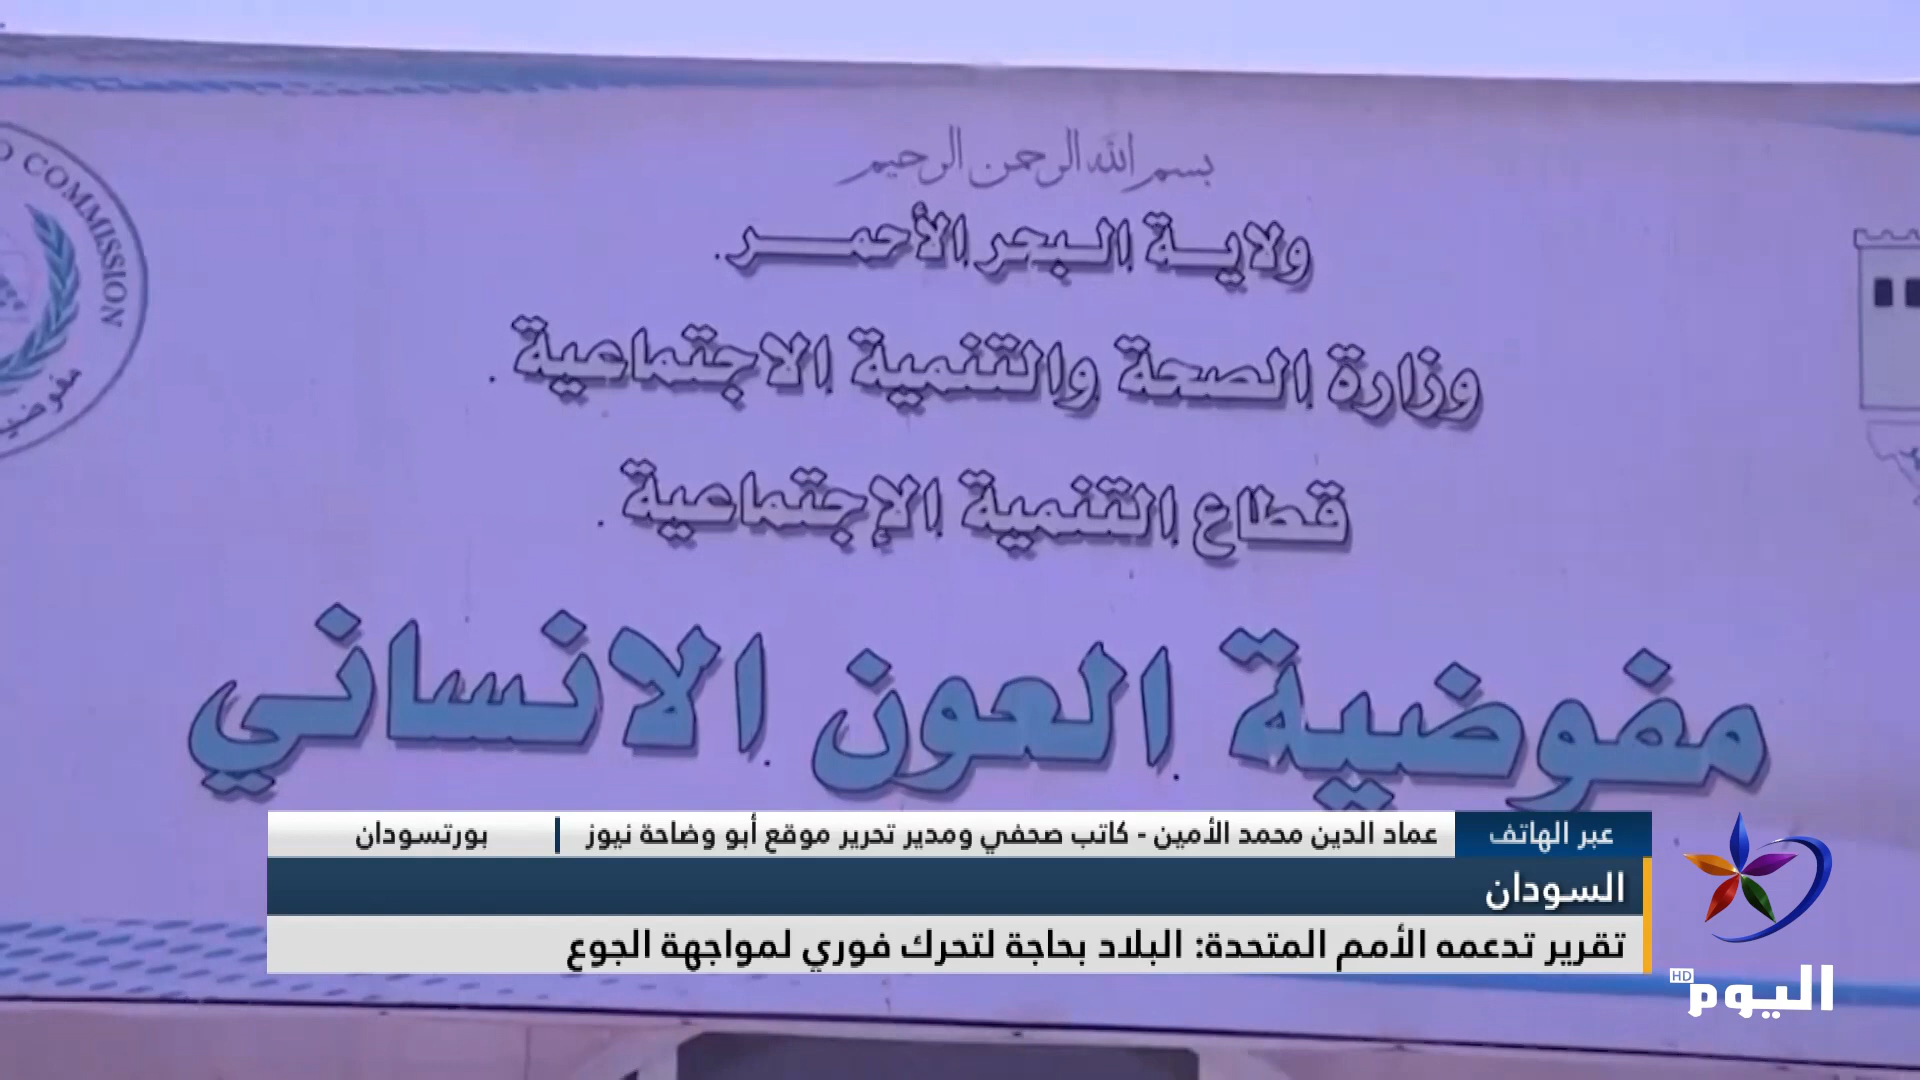 بسم الله الرحمن الرحيم
ولاية البحر الأحمر.
وزارة الصحة والتنمية الاجتماعية.
قطاع التنمية الإجتماعية.
مفوضية العون الانساني
COMMISSION
مفوضية
عبر الهاتف
عماد الدين محمد الأمين - كاتب صحفي ومدير تحرير موقع أبو وضاحة نيوز
بورتسودان
السودان
تقرير تدعمه الأمم المتحدة: البلاد بحاجة لتحرك فوري لمواجهة الجوع
اليوم HD